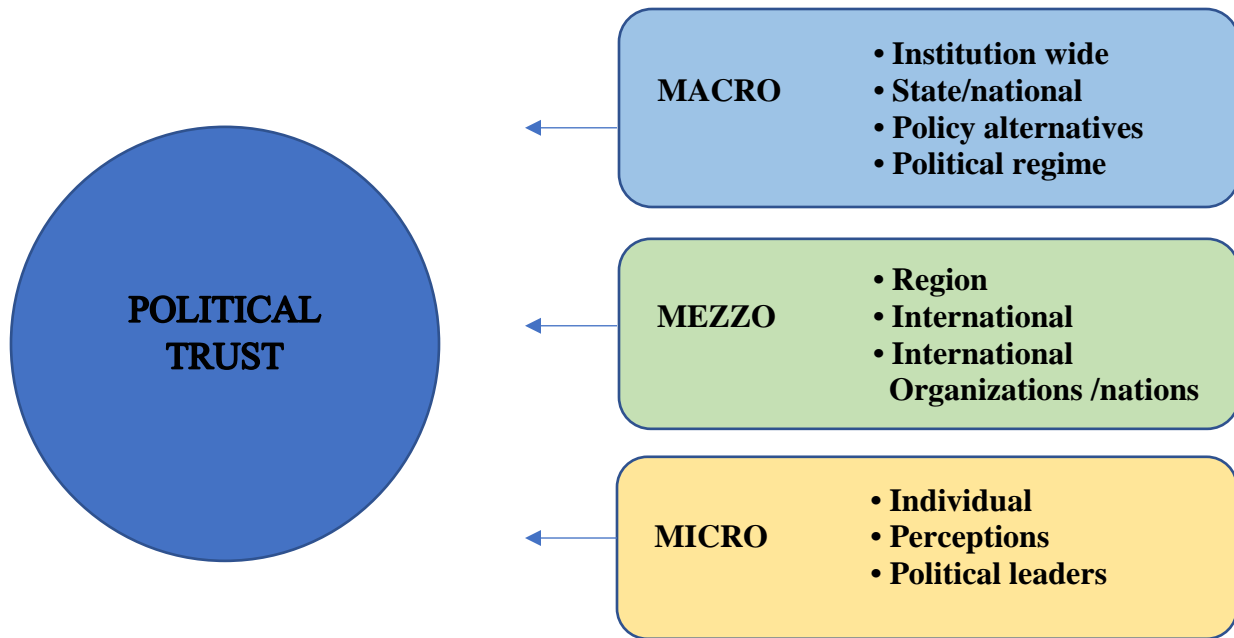 POLITICAL
TRUST
MACRO
• Institution wide
• State/national
• Policy alternatives
• Political regime
MEZZO
• Region
• International
• International
Organizations /nations
MICRO
• Individual
• Perceptions
• Political leaders